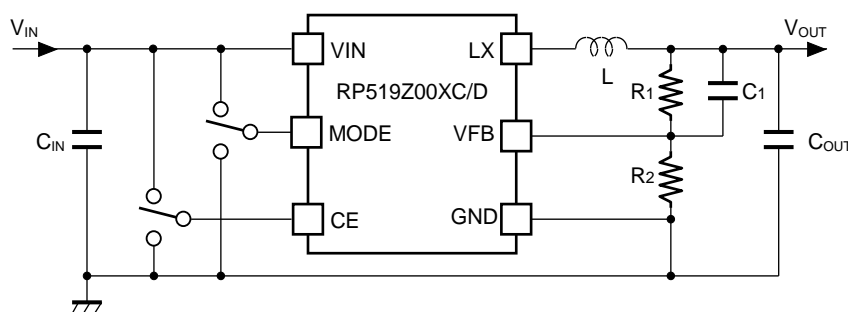 VIN
VOUT
VIN
LX
L
RP519Z00XC/D
R1
C1
CIN
MODE
VFB
COUT
R2
CE
GND